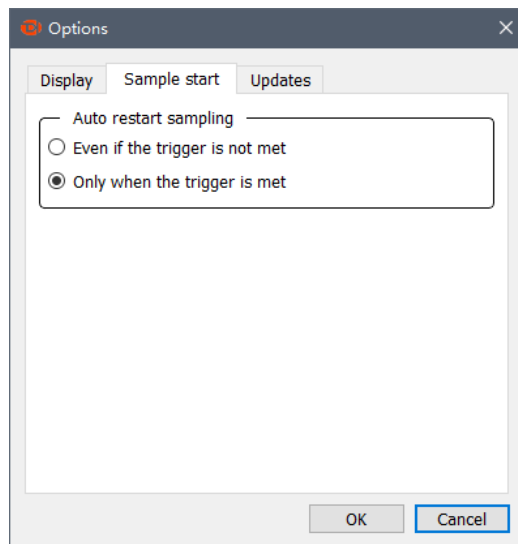 Options
Display Sample start Updates
Auto restart sampling
Even if the trigger is not met
Only when the trigger is met
OK Cancel